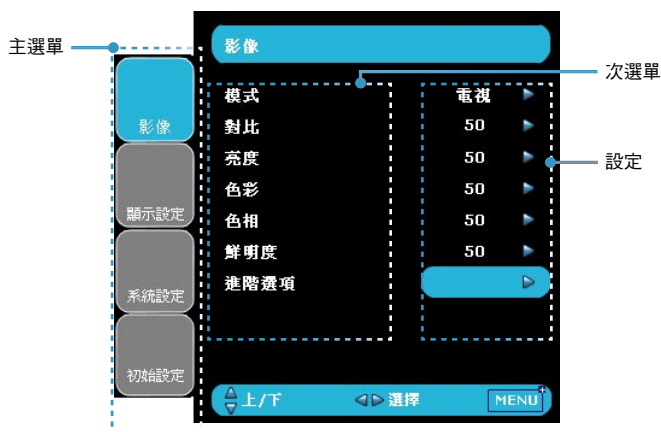 主選單
影像
次選單
影像
模式 電視
對比 50
亮度 50
設定
色彩 50
顯示設定
色相 50
鮮明度 50
進階選項
系統設定
初始設定
上/下 選擇 MENU